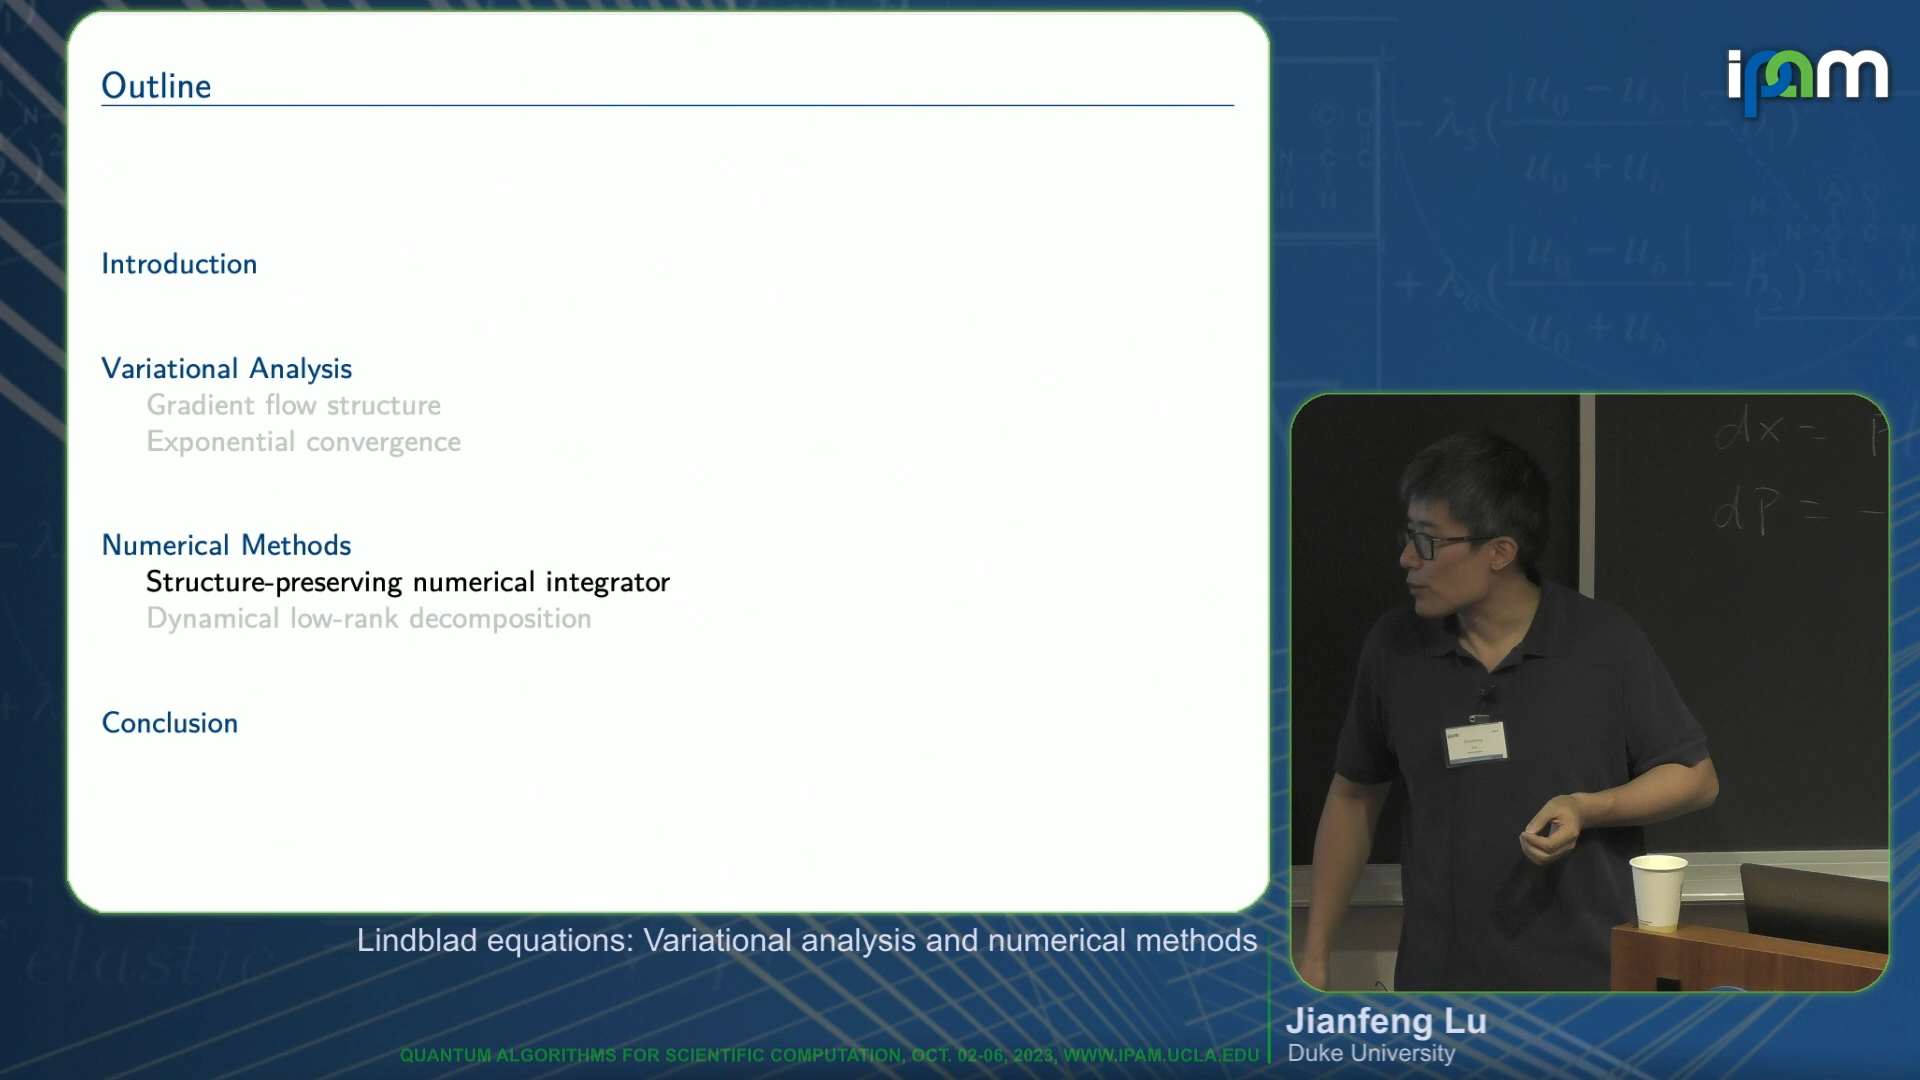 Outline
Introduction
Variational Analysis
Gradient flow structure
Exponential convergence
Numerical Methods
Structure-preserving numerical integrator
Dynamical low-rank decomposition
Conclusion
ipam
dx =
dp = -
Lindblad equations: Variational analysis and numerical methods
Jianfeng Lu
Duke University
QUANTUM ALGORITHMS FOR SCIENTIFIC COMPUTATION, OCT. 02-06, 2023, WWW.IPAM.UCLA.EDU